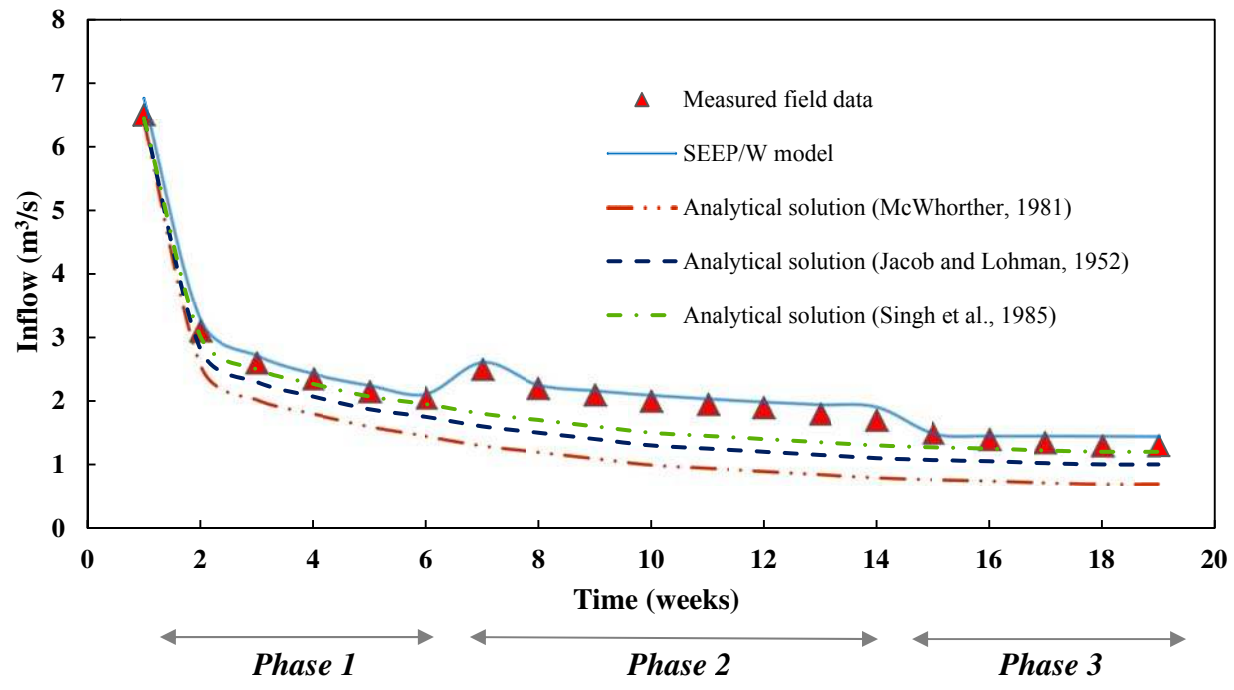 8
7
6
5
4
3
2
1
0
Inflow (m³/s)
Measured field data
SEEP/W model
Analytical solution (McWhorther, 1981)
Analytical solution (Jacob and Lohman, 1952)
Analytical solution (Singh et al., 1985)
0 2 4 6 8 10 12 14 16 18 20
Time (weeks)
Phase 1 Phase 2 Phase 3